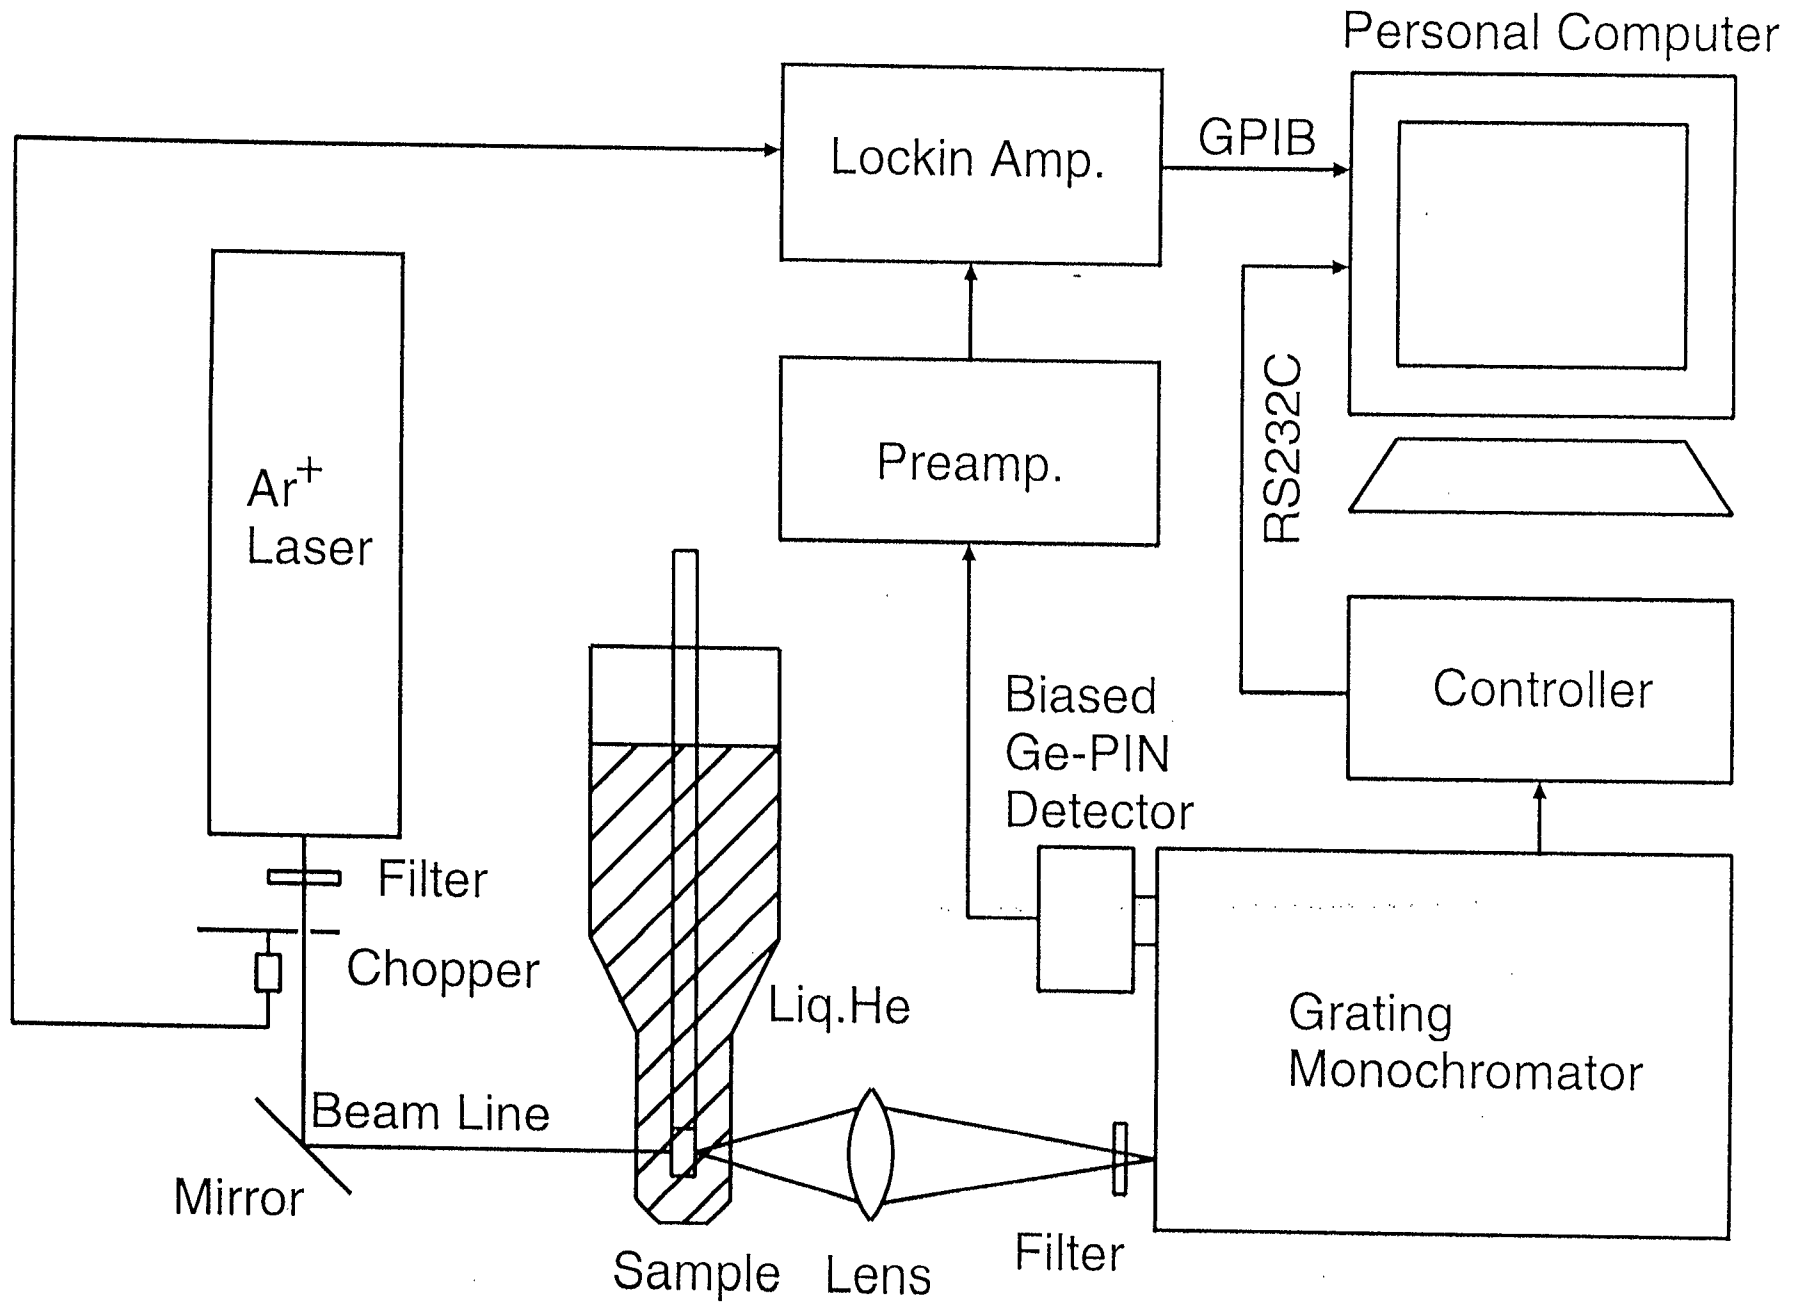 Personal Computer
Lockin Amp.
GPIB
RS232C
Ar+
Laser
Preamp.
Controller
Biased
Ge-PIN
Detector
Filter
Chopper
Liq.He
Grating
Monochromator
Beam Line
Mirror
Filter
Sample
Lens